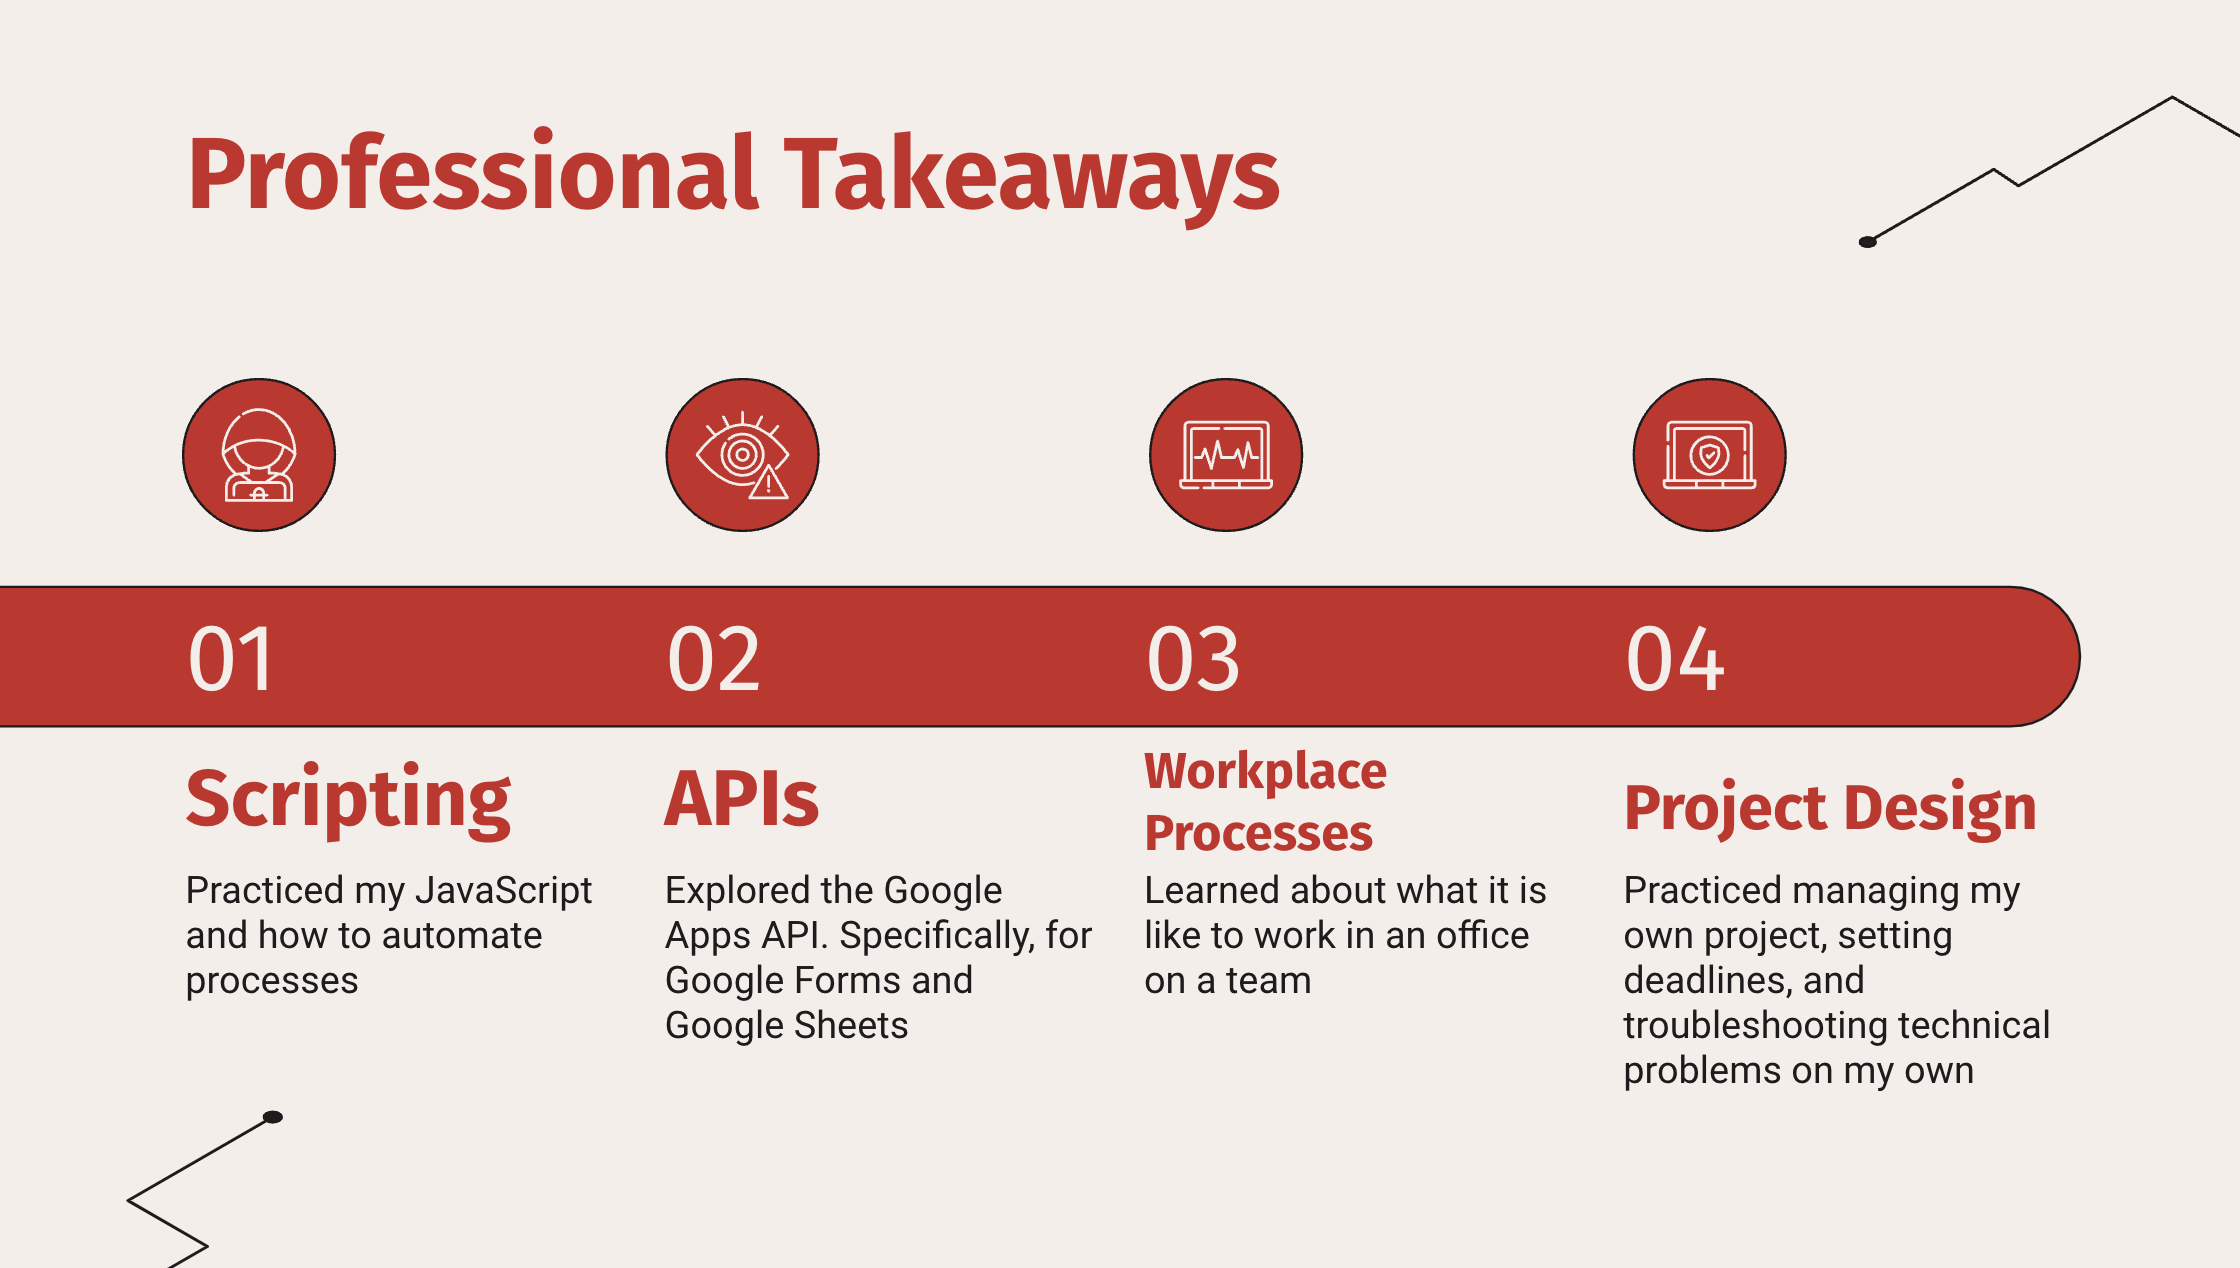 Professional Takeaways
01
02
03
04
Scripting
Practiced my JavaScript
and how to automate
processes
APIs
Explored the Google
Apps API. Specifically, for
Google Forms and
Google Sheets
Workplace
Processes
Learned about what it is
like to work in an office
on a team
Project Design
Practiced managing my
own project, setting
deadlines, and
troubleshooting technical
problems on my own